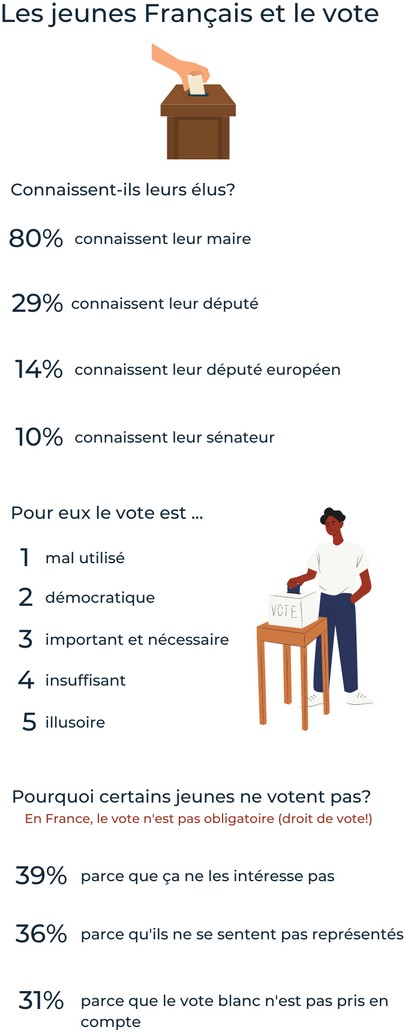 Les jeunes Français et le vote
Connaissent-ils leurs élus?
80% connaissent leur maire
29% connaissent leur député
14% connaissent leur député européen
10% connaissent leur sénateur
Pour eux le vote est ...
1 mal utilisé
2 démocratique
3 important et nécessaire
4 insuffisant
5 illusoire
VOTE
Pourquoi certains jeunes ne votent pas?
En France, le vote n'est pas obligatoire (droit de vote!)
39% parce que ça ne les intéresse pas
36% parce qu'ils ne se sentent pas représentés
31% parce que le vote blanc n'est pas pris en
compte